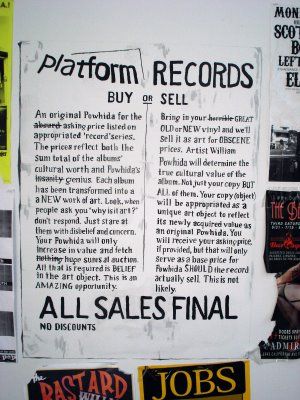 platform RECORDS
BUY or SELL
An original Powhida for the
absurd asking price listed on
appropriated 'record' series.
The prices reflect both the
sum total of the albums'
cultural worth and Powhida's
insanity genius. Each album
has been transformed into a
a NEW work of art. Look, when
people ask you "why is it art?"
don't respond. Just stare at
them with disbelief and concern.
Your Powhida will only
increase in value and fetch
nothing huge sums at auction.
All that is required is BELIEF
in the art object. This is an
AMAZING opportunity.
Bring in your horrible GREAT
OLD or NEW vinyl and we'll
sell it as art for OBSCENE
prices. Artist William
Powhida will determine the
true cultural value of the
album. Not just your copy BUT
ALL of them. Your copy (object)
will be appropriated as a
unique art object to reflect
its newly acquired value as
an original Powhida. You
will receive your asking price,
if provided, but that will only
serve as a base price for
Powhida SHOULD the record
actually sell. This is not
likely.
ALL SALES FINAL
NO DISCOUNTS
the BASTARD
JOBS
MON
SCOT
LEFT
EL
ADMIR